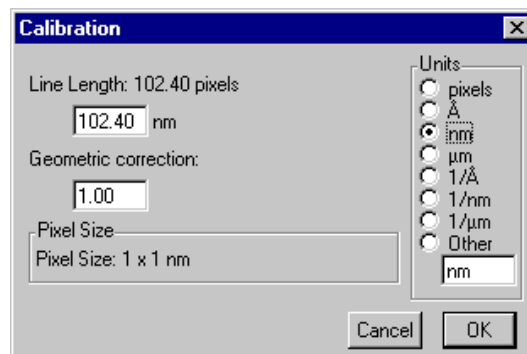 Calibration
Line Length: 102.40 pixels
102.40 nm
Geometric correction:
1.00
Pixel Size
Pixel Size: 1 x 1 nm
Units
pixels
Å
nm
µm
1/Å
1/nm
1/µm
Other
nm
Cancel
OK